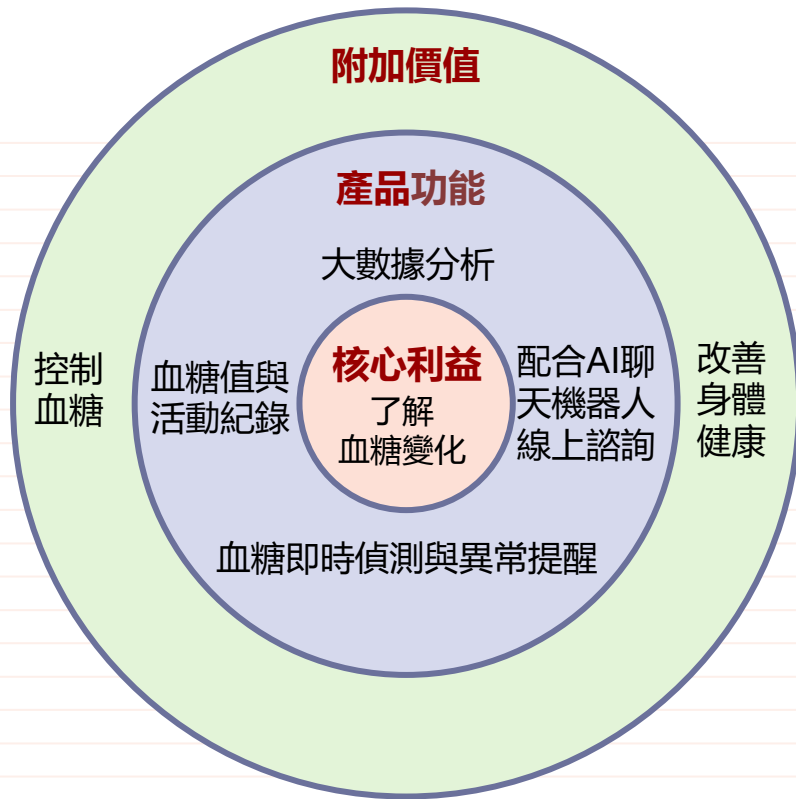 附加價值
產品功能
大數據分析
控制
血糖
血糖值與
活動紀錄
核心利益
了解
血糖變化
配合AI聊
天機器人
線上諮詢
改善
身體
健康
血糖即時偵測與異常提醒